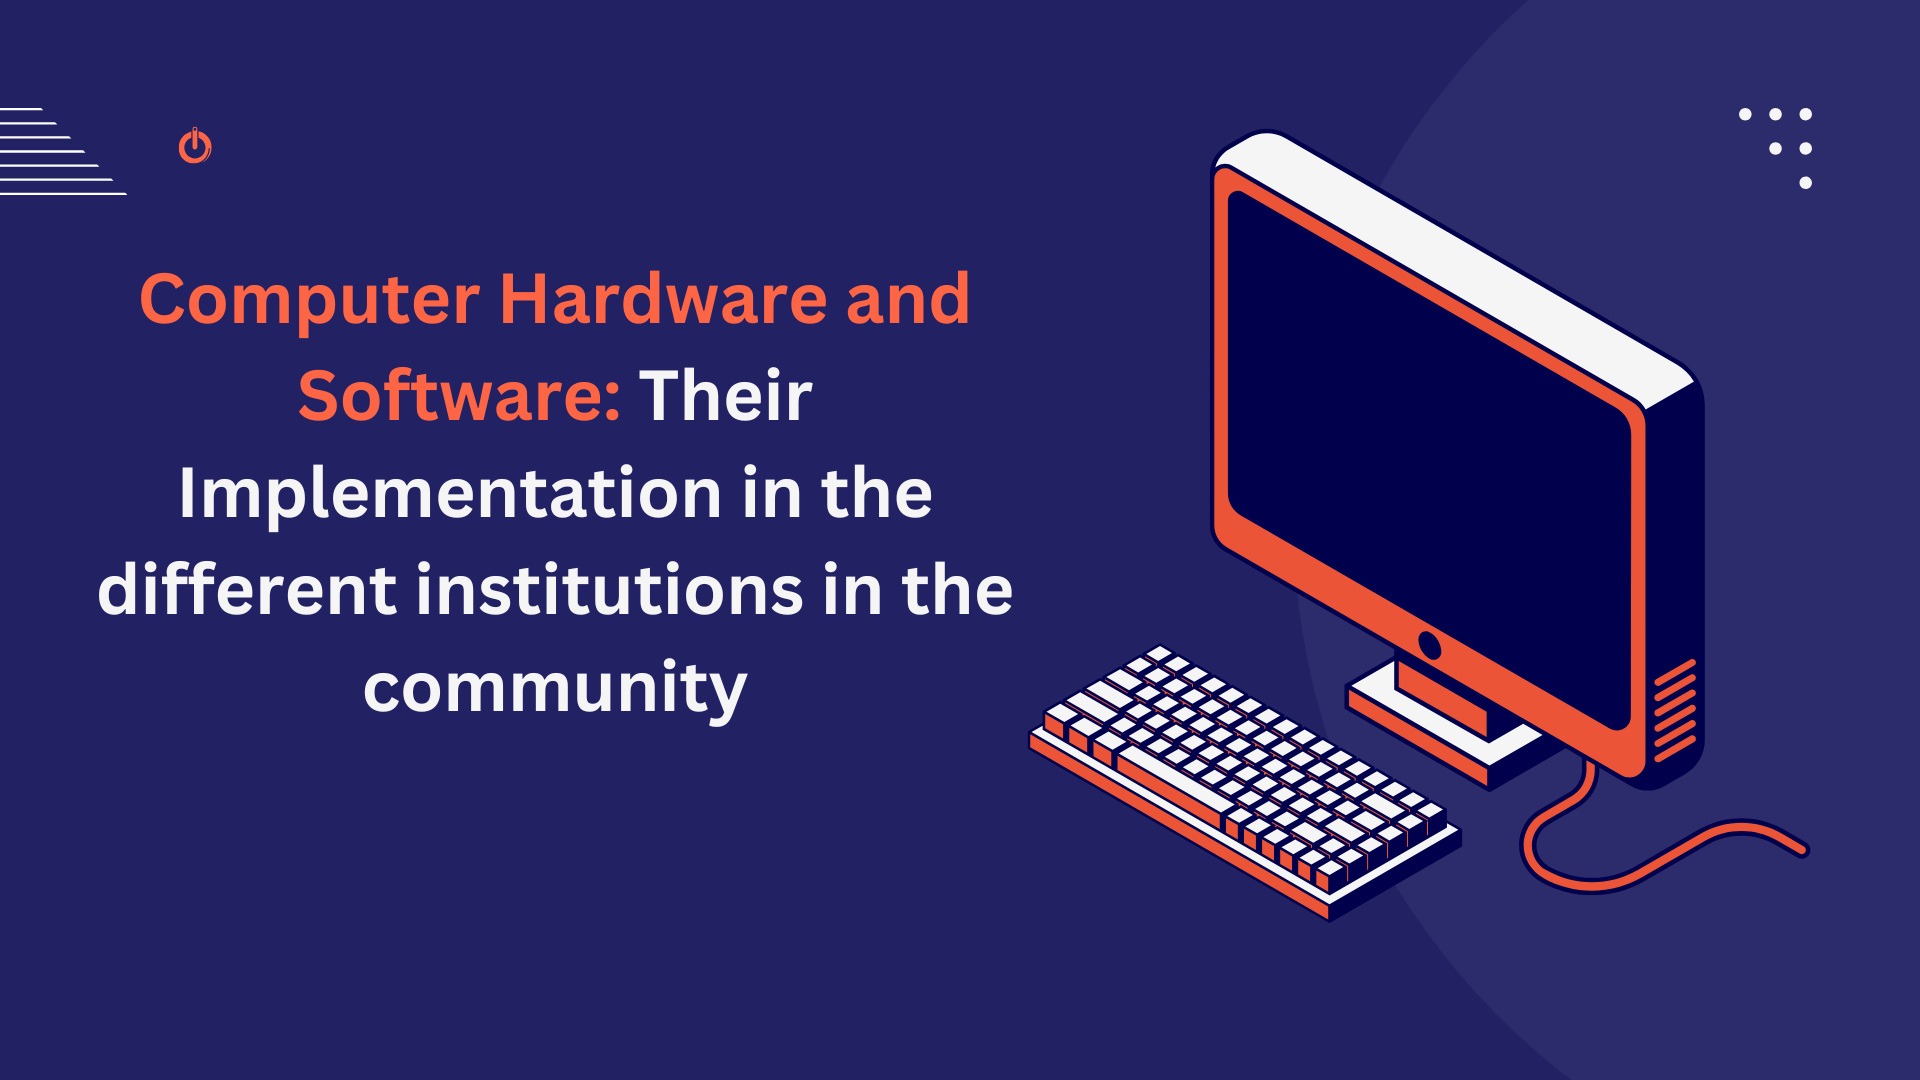 Computer Hardware and
Software: Their
Implementation in the
different institutions in the
community